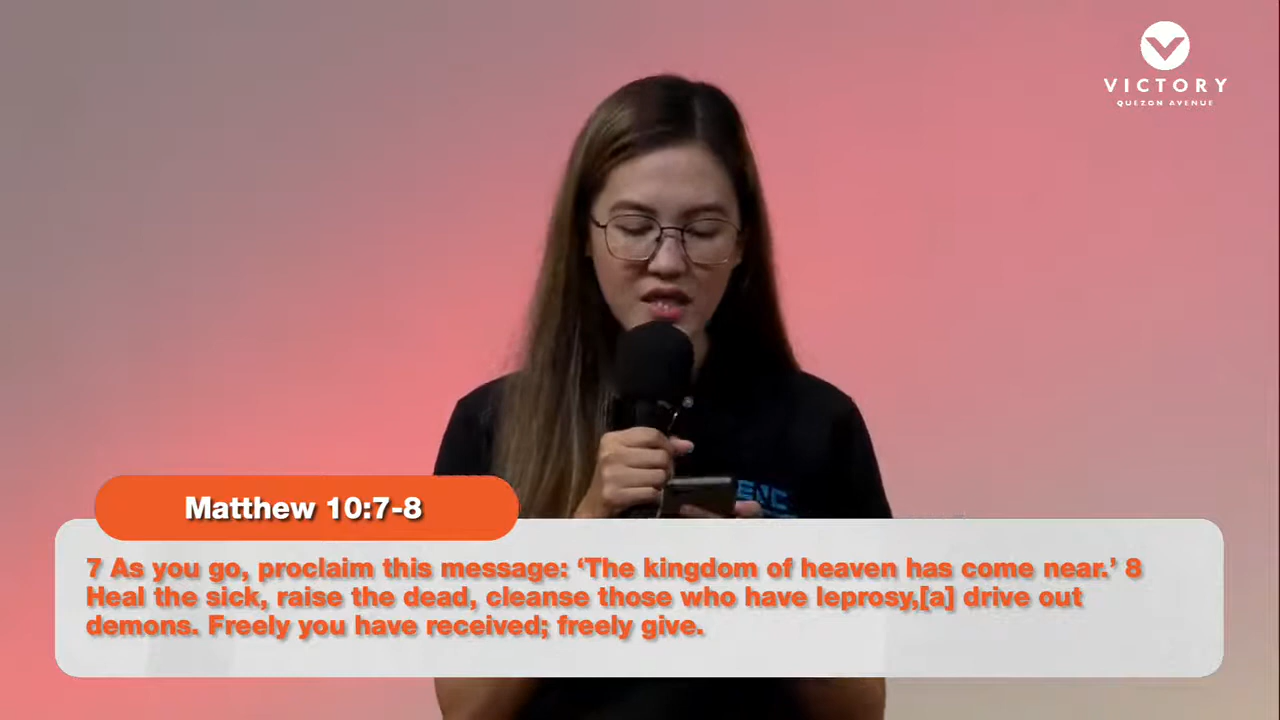 VICTORY
QUEZON AVENUE
ENC
Matthew 10:7-8
7 As you go, proclaim this message: ‘The kingdom of heaven has come near.’ 8
Heal the sick, raise the dead, cleanse those who have leprosy,[a] drive out
demons. Freely you have received; freely give.